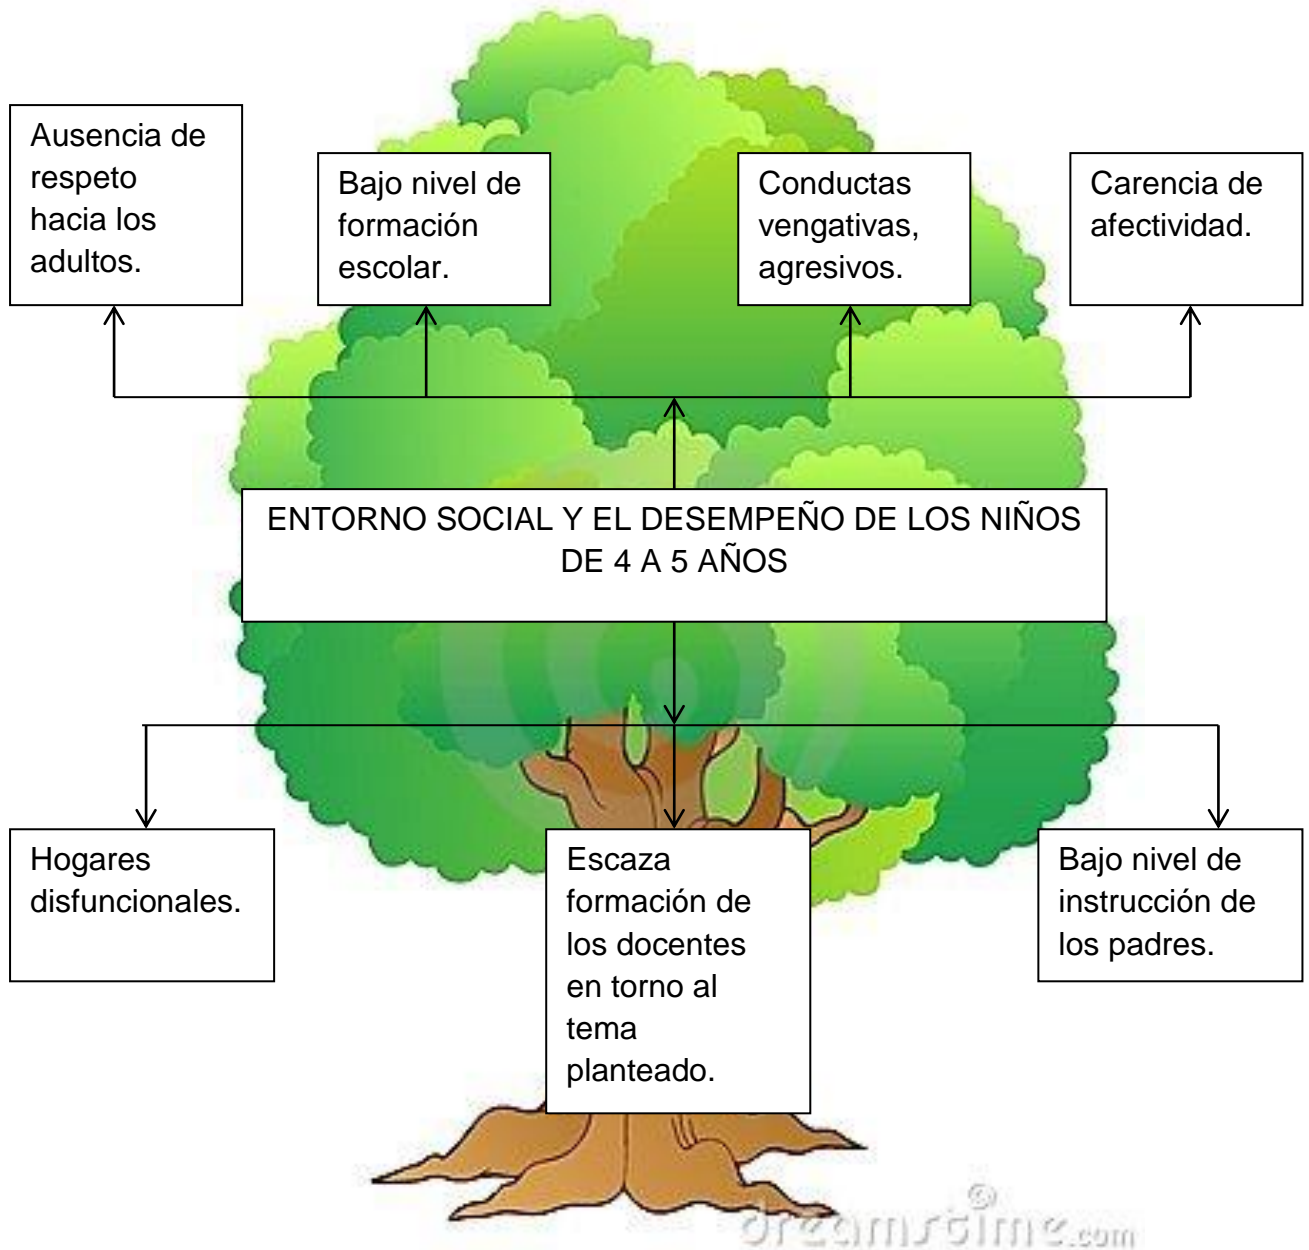 Ausencia de
respeto
hacia los
adultos.
Bajo nivel de
formación
escolar.
Conductas
vengativas,
agresivos.
Carencia de
afectividad.
ENTORNO SOCIAL Y EL DESEMPEÑO DE LOS NIÑOS
DE 4 A 5 AÑOS
Hogares
disfuncionales.
Escaza
formación de
los docentes
en torno al
tema
planteado.
Bajo nivel de
instrucción de
los padres.
dreamstime.com